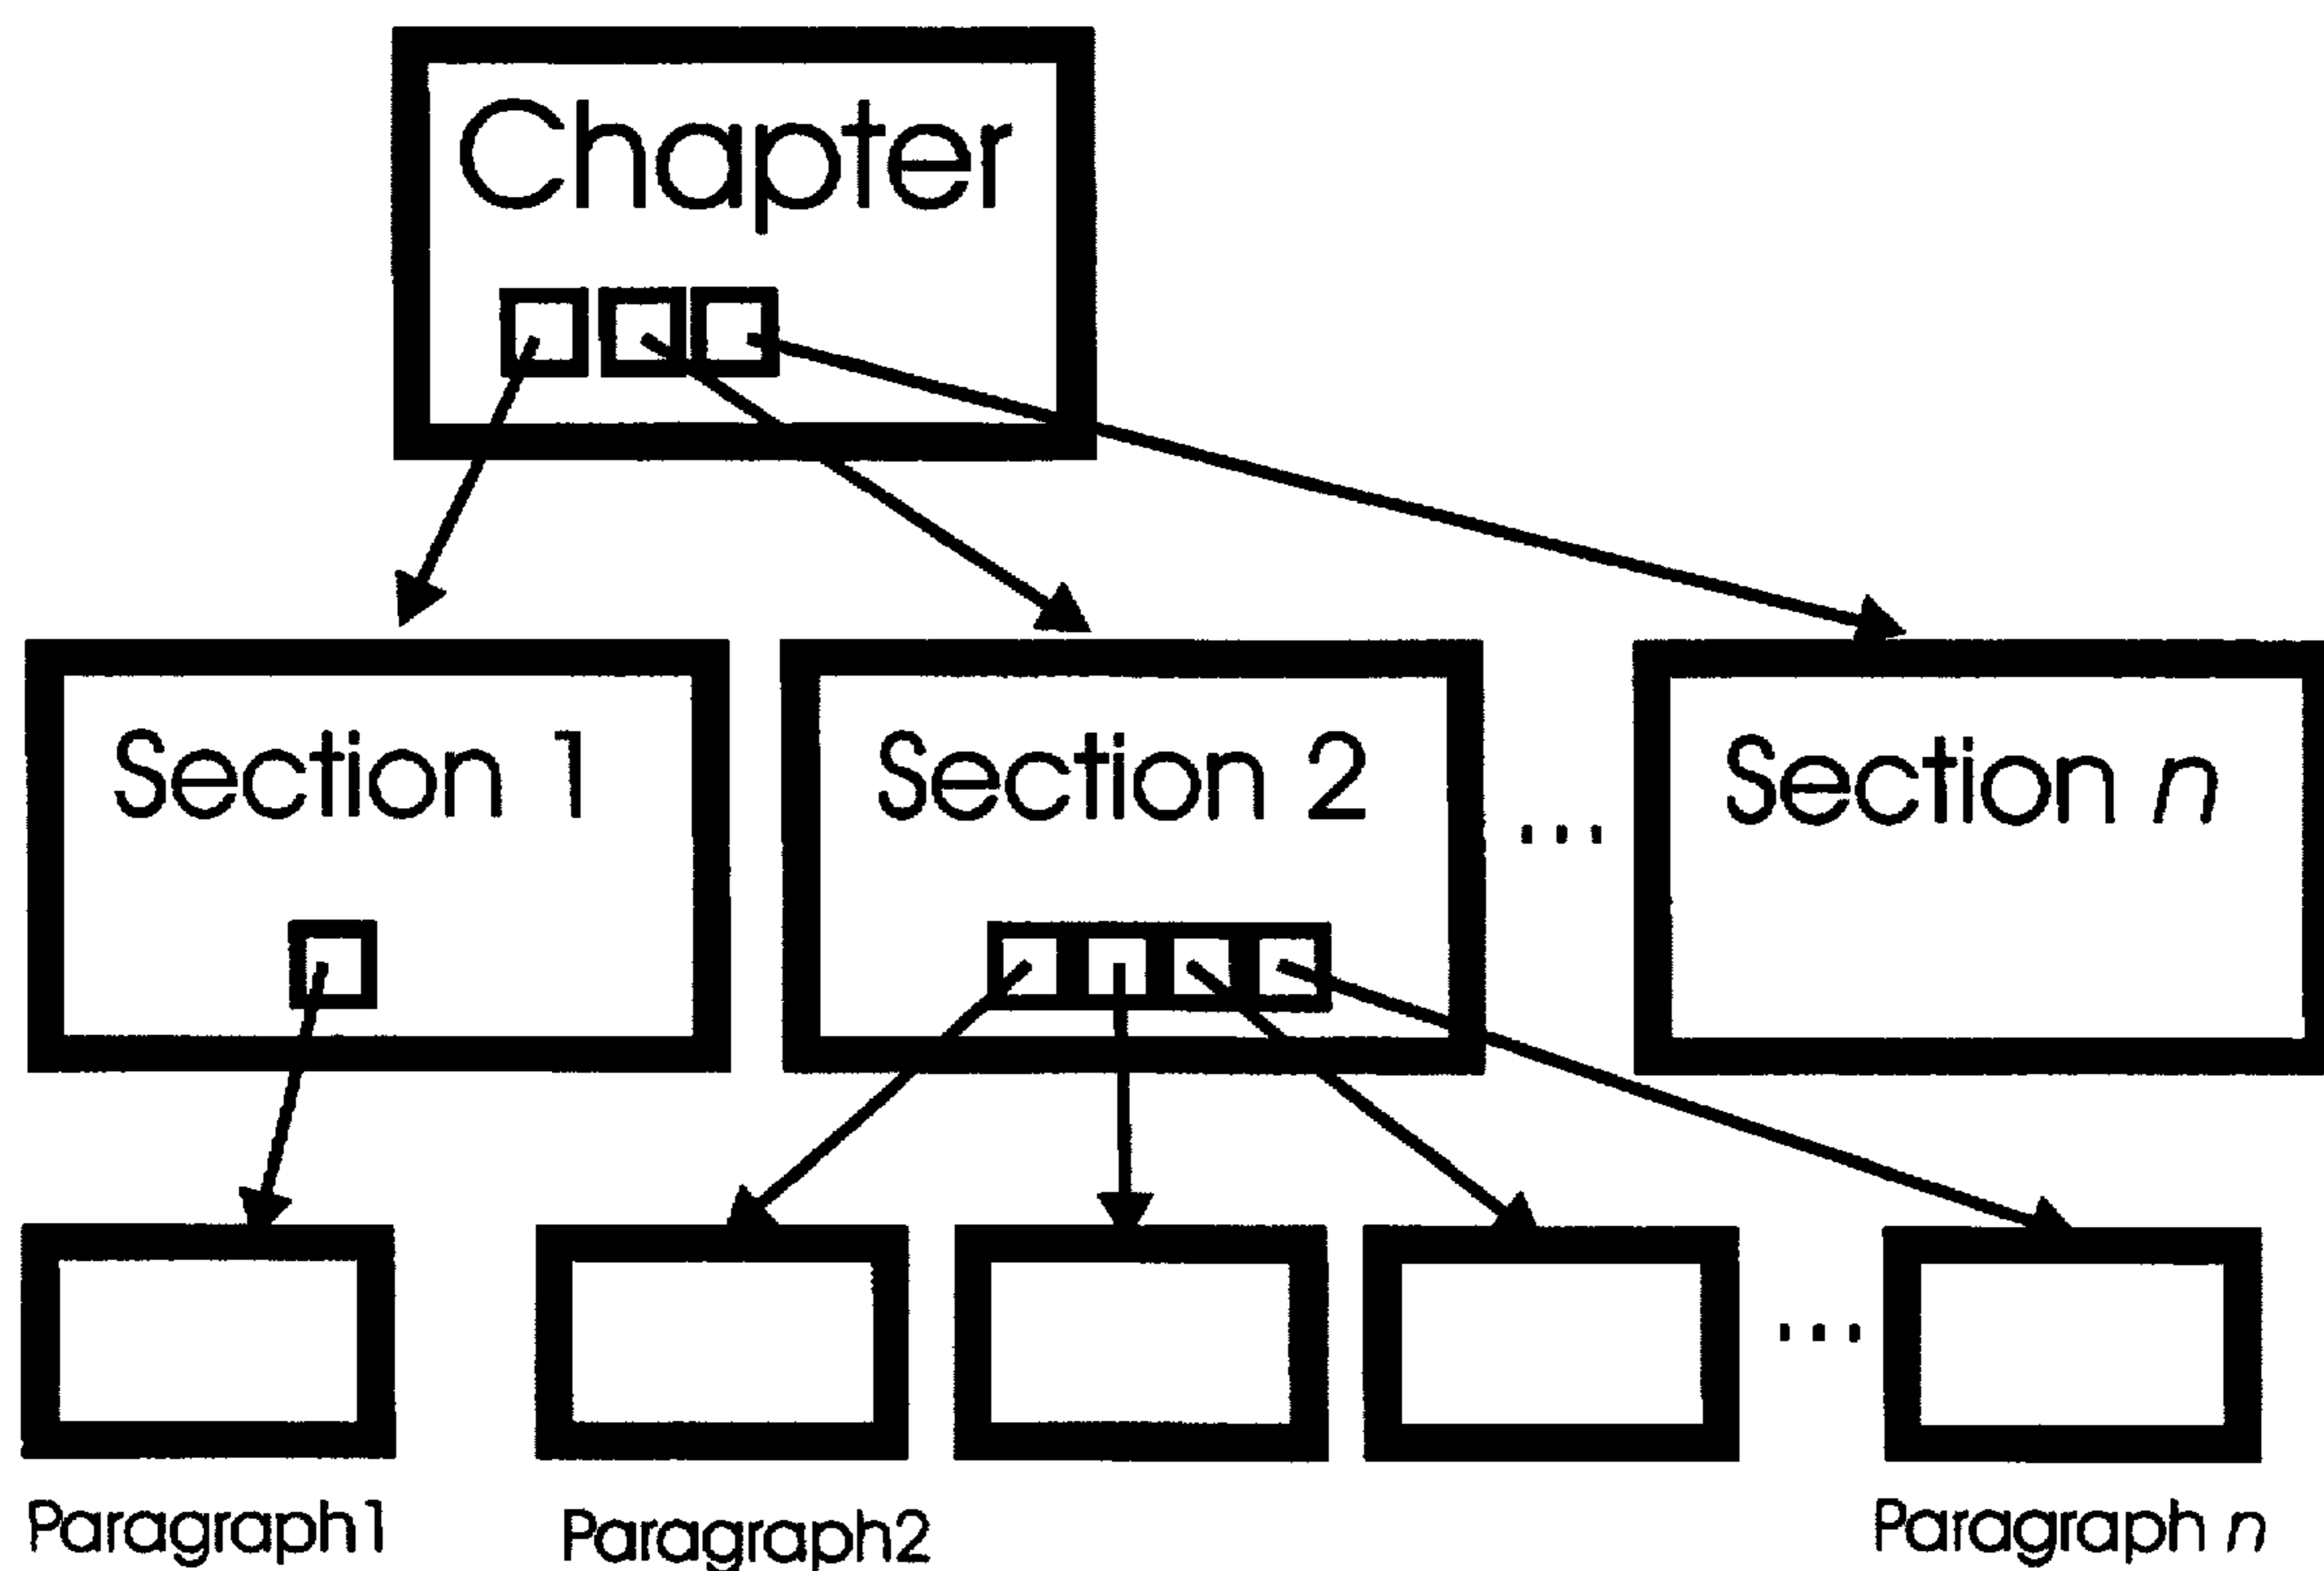 Chapter
Section 1
Section 2
...
Section n
...
Paragraph1
Paragraph2
Paragraph n